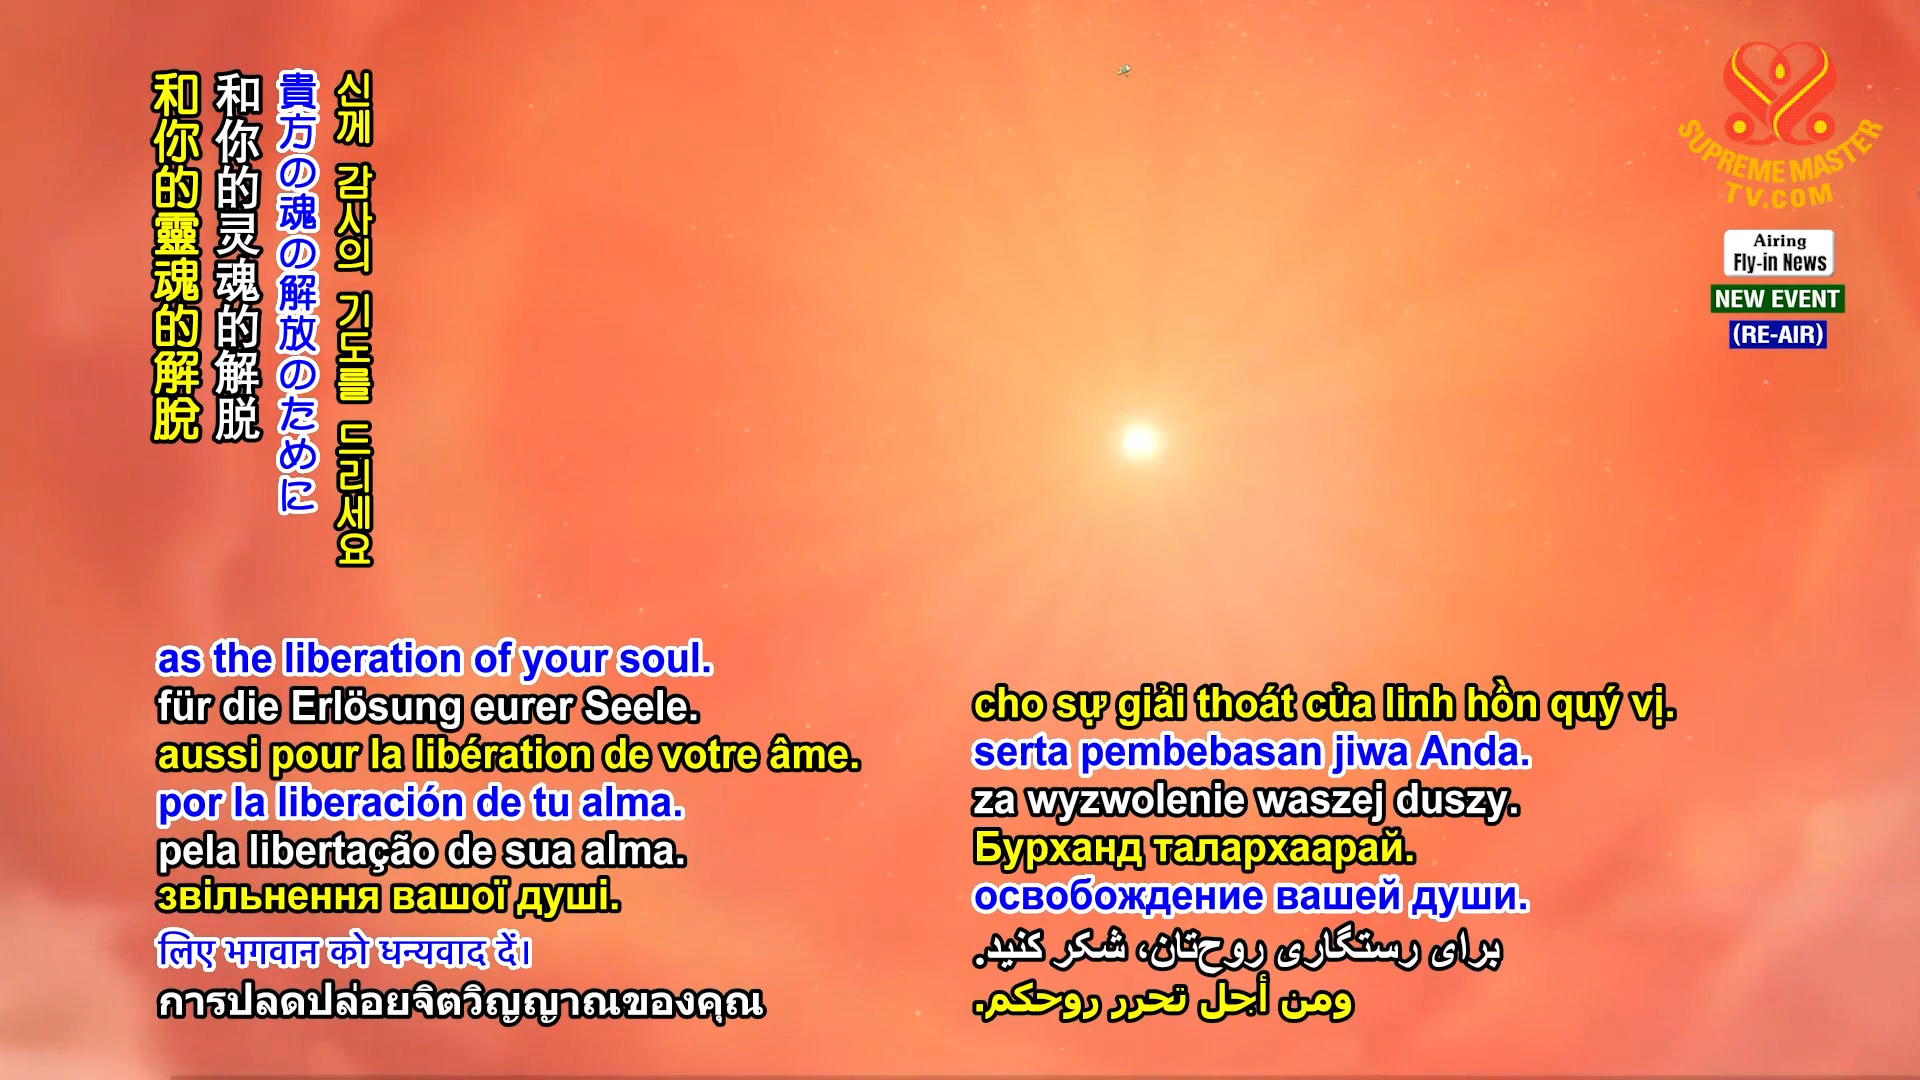 和你的靈魂的解脫
和你的灵魂的解脱
貴方の魂の解放のために
신께 감사의 기도를 드리세요
SUPREME MASTER
TV.COM
Airing
Fly-in News
NEW EVENT
(RE-AIR)
as the liberation of your soul.
für die Erlösung eurer Seele.
aussi pour la libération de votre âme.
por la liberación de tu alma.
pela libertação de sua alma.
звільнення вашої душі.
लिए भगवान को धन्यवाद दें।
การปลดปล่อยจิตวิญญาณของคุณ
cho sự giải thoát của linh hồn quý vị.
serta pembebasan jiwa Anda.
za wyzwolenie waszej duszy.
Бурханд талархаарай.
освобождение вашей души.
برای رستگاری روح‌تان، شکر کنید.
ومن أجل تحرر روحكم.